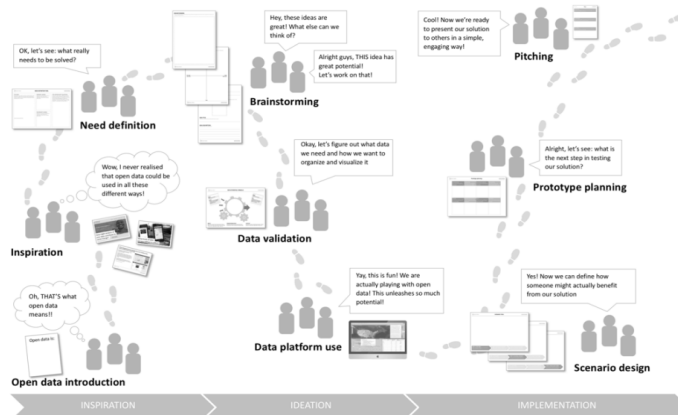 OK, let's see: what really
needs to be solved?
Need definition
Wow, I never realised
that open data could be
used in all these
different ways!
Inspiration
Oh, THAT'S what
open data
means!!
Open data is
Open data introduction
Hey, these ideas are
great! What else can we
think of?
Alright guys, THIS idea has
great potential!
Let's work on that!
Brainstorming
Okay, let's figure out what data
we need and how we want to
organize and visualize it
Data validation
Yay, this is fun! We are
actually playing with open
data! This unleashes so much
potential!
Data platform use
Cool! Now we're ready
to present our solution
to others in a simple,
engaging way!
Pitching
Alright, let's see: what is
the next step in testing
our solution?
Prototype planning
Yes! Now we can define how
someone might actually benefit
from our solution
Scenario design
INSPIRATION
IDEATION
IMPLEMENTATION